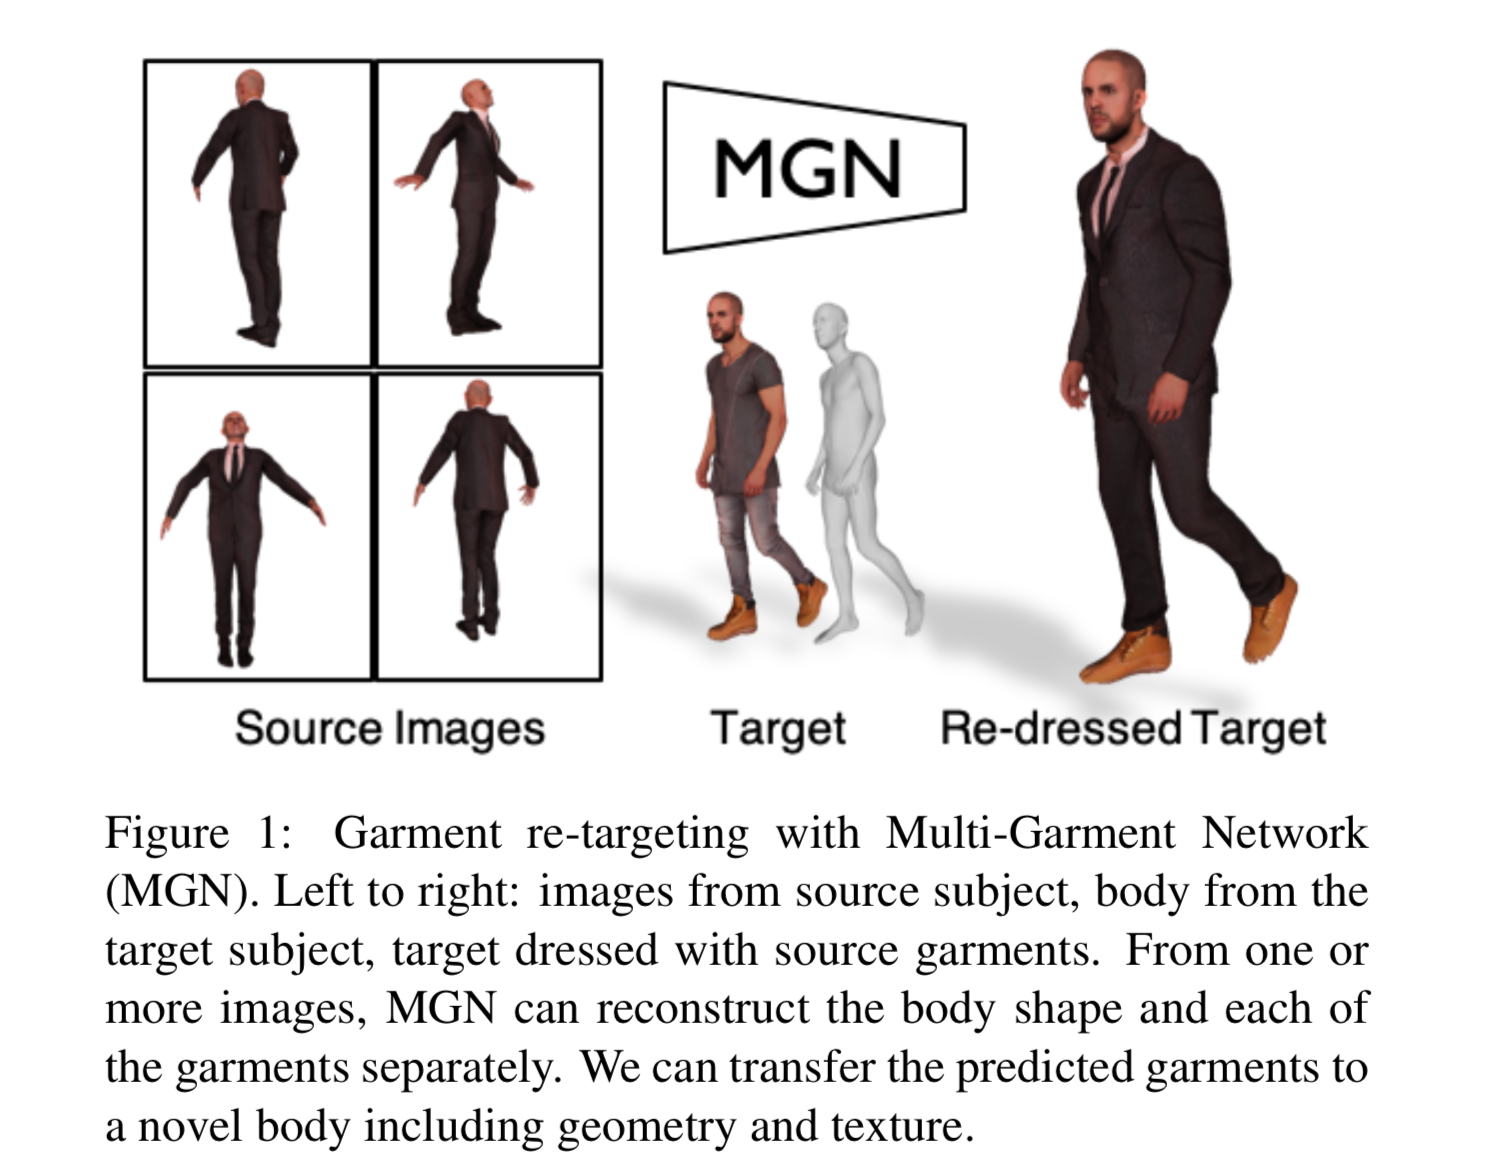 MGN
Source Images
Target
Re-dressed Target
Figure 1: Garment re-targeting with Multi-Garment Network
(MGN). Left to right: images from source subject, body from the
target subject, target dressed with source garments. From one or
more images, MGN can reconstruct the body shape and each of
the garments separately. We can transfer the predicted garments to
a novel body including geometry and texture.